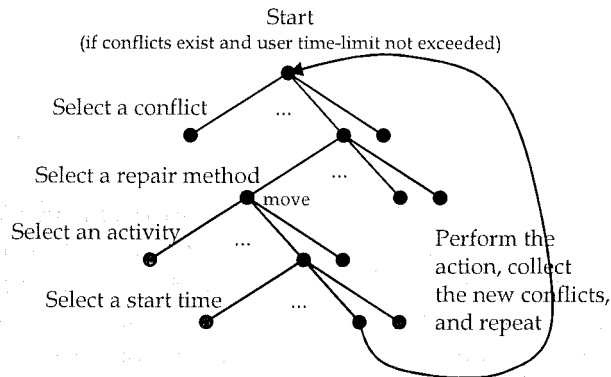 Start
(if conflicts exist and user time-limit not exceeded)
Select a conflict
...
Select a repair method
...
move
Select an activity
...
Perform the
action, collect
the new conflicts,
and repeat
Select a start time
...